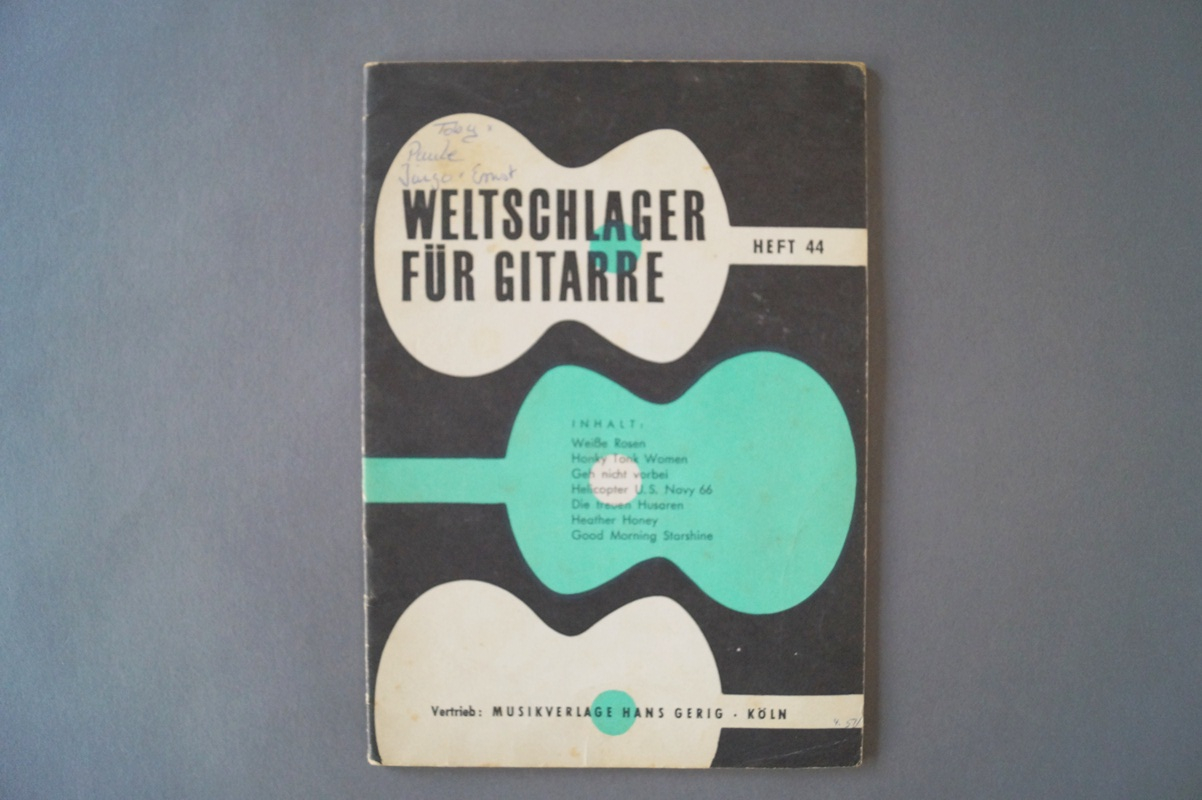 Paule
Ernst
WELTSCHLAGER
FÜR GITARRE
HEFT 44
INHALT:
Weiße Rosen
Honky Tonk Women
Geh nicht vorbei
Helicopter U.S. Navy 66
Die treuen Husaren
Heather Honey
Good Morning Starshine
Vertrieb: MUSIKVERLAGE HANS GERIG · KÖLN